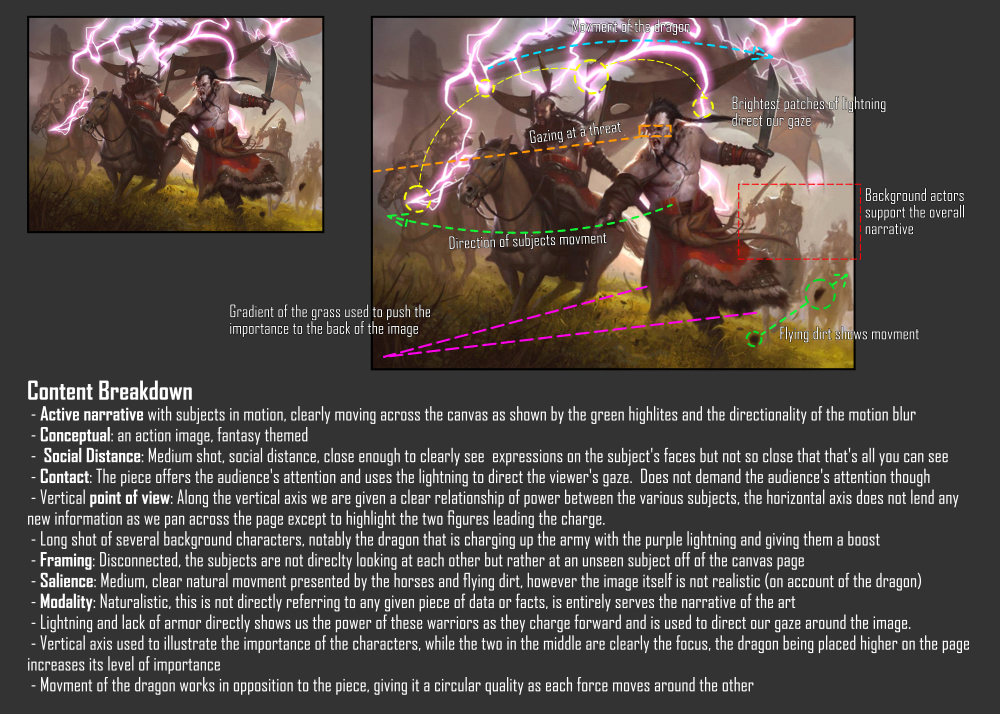 Movment of the dragon
Brightest patches of lightning
direct our gaze
Gazing at a threat
Background actors
support the overall
narrative
Direction of subjects movment
Gradient of the grass used to push the
importance to the back of the image
Flying dirt shows movment
Content Breakdown
- Active narrative with subjects in motion, clearly moving across the canvas as shown by the green highlites and the directionality of the motion blur
- Conceptual: an action image, fantasy themed
- Social Distance: Medium shot, social distance, close enough to clearly see expressions on the subject's faces but not so close that that's all you can see
- Contact: The piece offers the audience's attention and uses the lightning to direct the viewer's gaze. Does not demand the audience's attention though
- Vertical point of view: Along the vertical axis we are given a clear relationship of power between the various subjects, the horizontal axis does not lend any
new information as we pan across the page except to highlight the two figures leading the charge.
- Long shot of several background characters, notably the dragon that is charging up the army with the purple lightning and giving them a boost
- Framing: Disconnected, the subjects are not direclty looking at each other but rather at an unseen subject off of the canvas page
- Salience: Medium, clear natural movment presented by the horses and flying dirt, however the image itself is not realistic (on account of the dragon)
- Modality: Naturalistic, this is not directly referring to any given piece of data or facts, is entirely serves the narrative of the art
- Lightning and lack of armor directly shows us the power of these warriors as they charge forward and is used to direct our gaze around the image.
- Vertical axis used to illustrate the importance of the characters, while the two in the middle are clearly the focus, the dragon being placed higher on the page
increases its level of importance
- Movment of the dragon works in opposition to the piece, giving it a circular quality as each force moves around the other